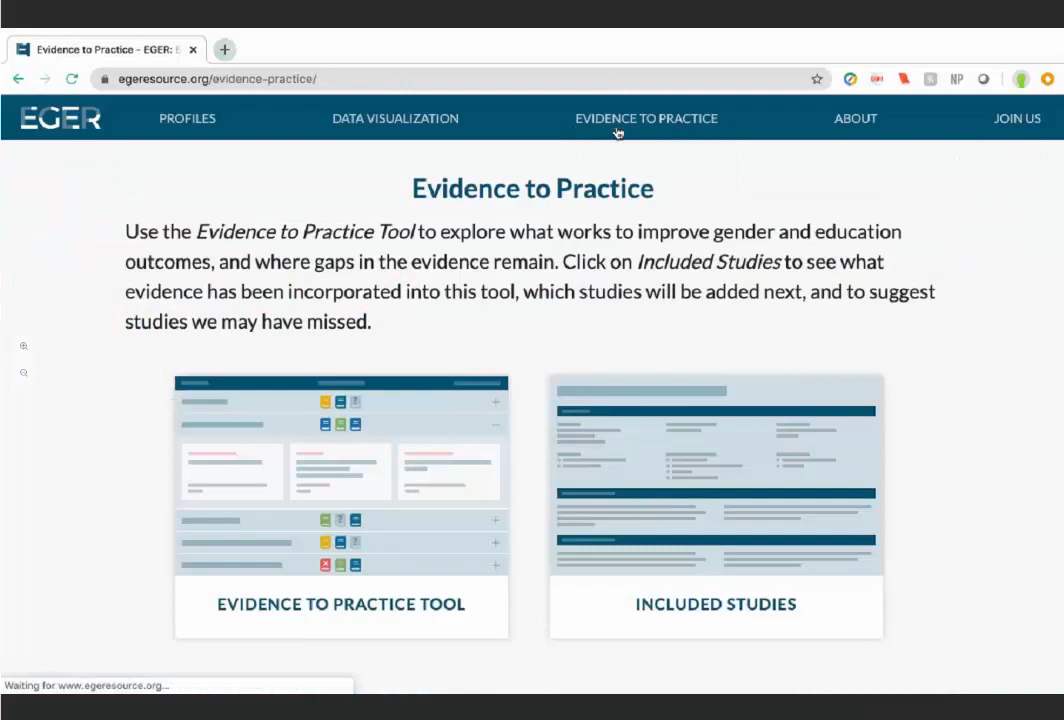 Evidence to Practice - EGER: E
egeresource.org/evidence-practice/
NP
EGER
PROFILES
DATA VISUALIZATION
EVIDENCE TO PRACTICE
ABOUT
JOIN US
Evidence to Practice
Use the Evidence to Practice Tool to explore what works to improve gender and education
outcomes, and where gaps in the evidence remain. Click on Included Studies to see what
evidence has been incorporated into this tool, which studies will be added next, and to suggest
studies we may have missed.
EVIDENCE TO PRACTICE TOOL
INCLUDED STUDIES
Waiting for www.egeresource.org...